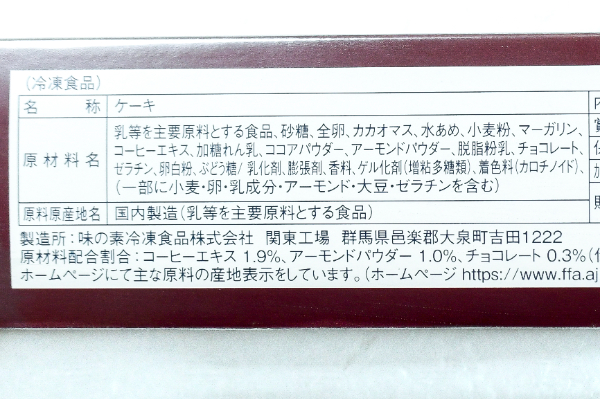 (冷凍食品)
名 称 ケーキ
原材料名 乳等を主要原料とする食品、砂糖、全卵、カカオマス、水あめ、小麦粉、マーガリン、
コーヒーエキス、加糖れん乳、ココアパウダー、アーモンドパウダー、脱脂粉乳、チョコレート、
ゼラチン、卵白粉、ぶどう糖/乳化剤、膨張剤、香料、ゲル化剤(増粘多糖類)、着色料(カロチノイド)、
(一部に小麦・卵・乳成分・アーモンド・大豆・ゼラチンを含む)
原料原産地名 国内製造(乳等を主要原料とする食品)
製造所:味の素冷凍食品株式会社 関東工場 群馬県邑楽郡大泉町吉田1222
原材料配合割合:コーヒーエキス 1.9%、アーモンドパウダー 1.0%、チョコレート 0.3%(
ホームページにて主な原料の産地表示をしています。(ホームページ https://www.ffa.aj
内